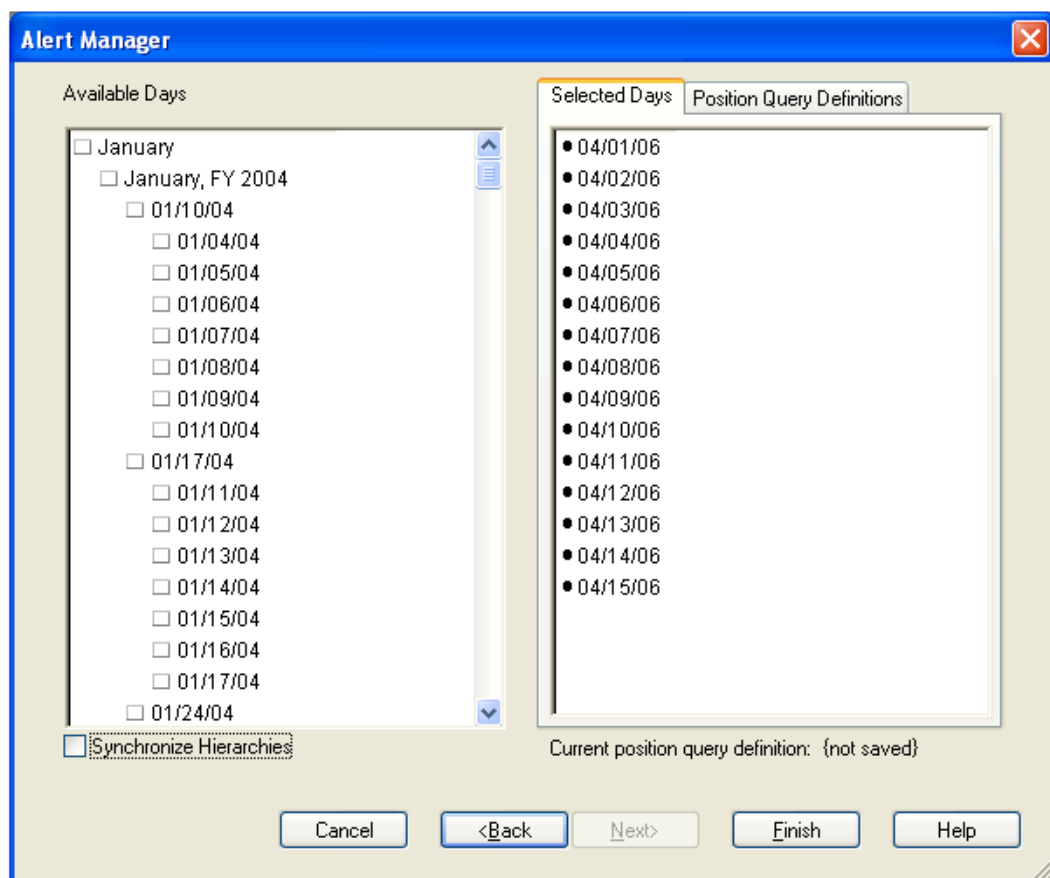 Alert Manager
Available Days
January
January, FY 2004
01/10/04
01/04/04
01/05/04
01/06/04
01/07/04
01/08/04
01/09/04
01/10/04
01/17/04
01/11/04
01/12/04
01/13/04
01/14/04
01/15/04
01/16/04
01/17/04
01/24/04
Synchronize Hierarchies
Selected Days
Position Query Definitions
04/01/06
04/02/06
04/03/06
04/04/06
04/05/06
04/06/06
04/07/06
04/08/06
04/09/06
04/10/06
04/11/06
04/12/06
04/13/06
04/14/06
04/15/06
Current position query definition: {not saved}
Cancel
<Back
Next>
Finish
Help